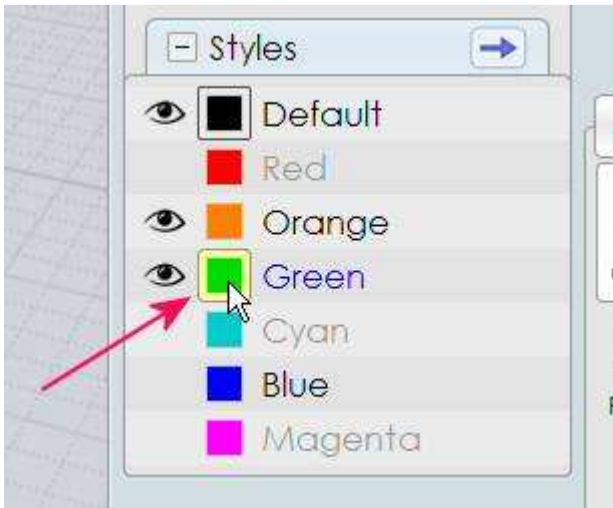 Styles
Default
Red
Orange
Green
Cyan
Blue
Magenta